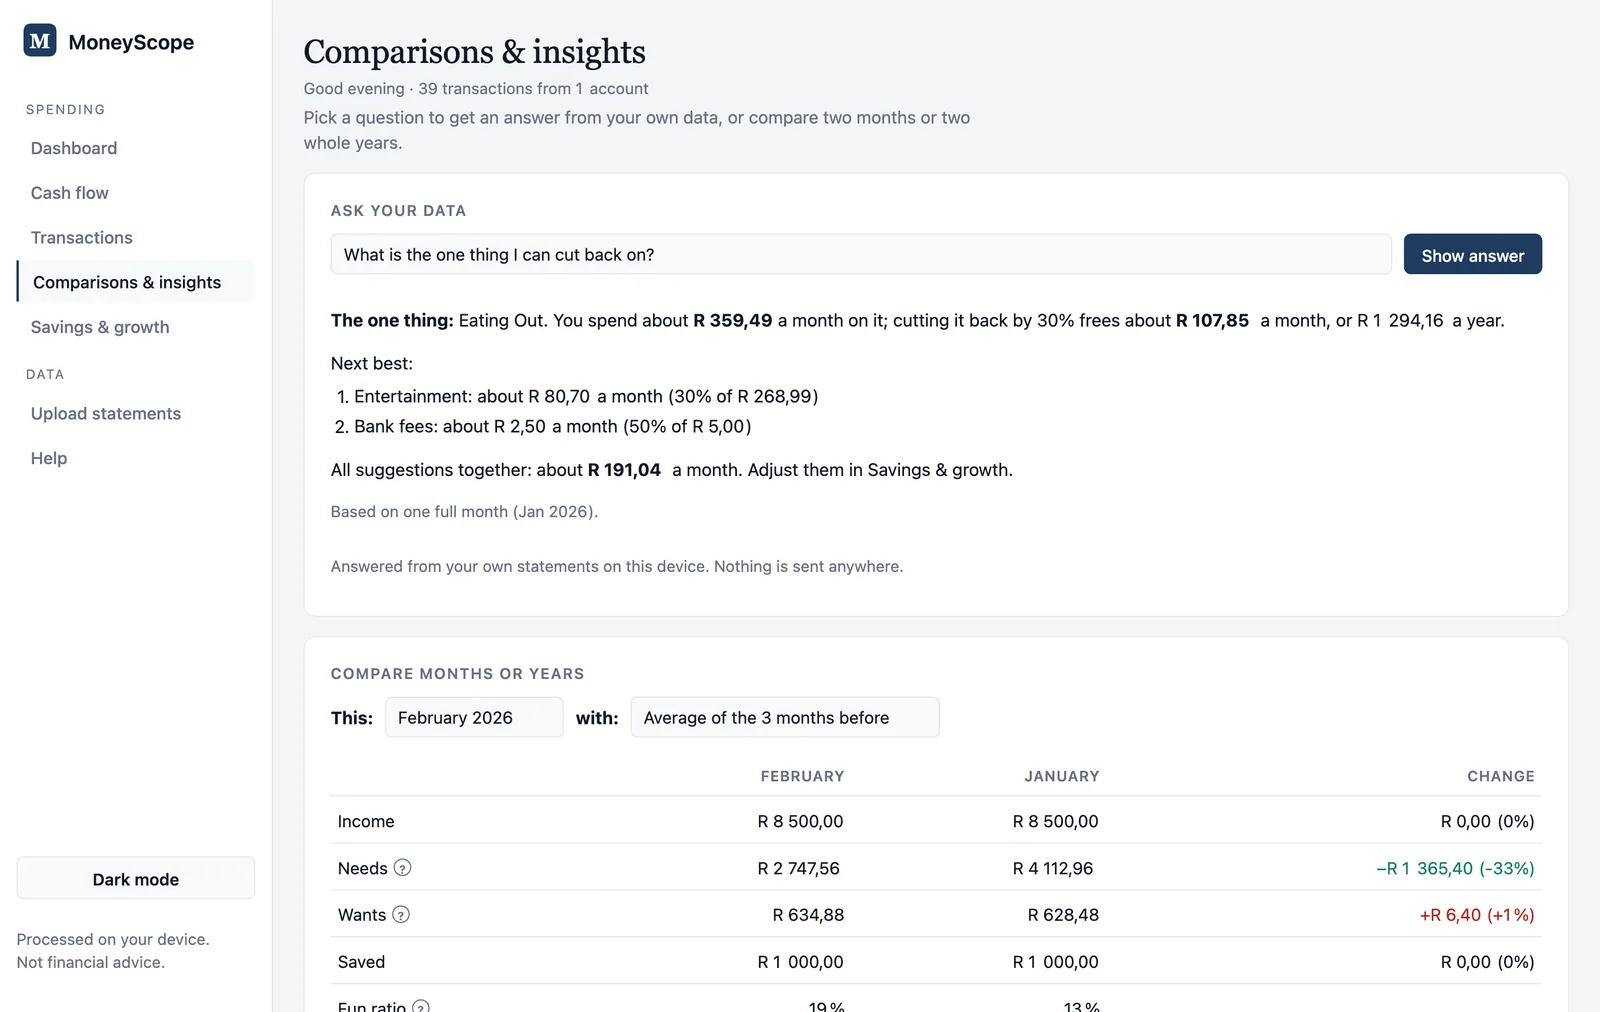 M MoneyScope
SPENDING
Dashboard
Cash flow
Transactions
Comparisons & insights
Savings & growth
DATA
Upload statements
Help
Dark mode
Processed on your device.
Not financial advice.
Comparisons & insights
Good evening · 39 transactions from 1 account
Pick a question to get an answer from your own data, or compare two months or two
whole years.
ASK YOUR DATA
What is the one thing I can cut back on?
Show answer
The one thing: Eating Out. You spend about R 359,49 a month on it; cutting it back by 30% frees about R 107,85 a month, or R 1 294,16 a year.
Next best:
1. Entertainment: about R 80,70 a month (30% of R 268,99)
2. Bank fees: about R 2,50 a month (50% of R 5,00)
All suggestions together: about R 191,04 a month. Adjust them in Savings & growth.
Based on one full month (Jan 2026).
Answered from your own statements on this device. Nothing is sent anywhere.
COMPARE MONTHS OR YEARS
This: February 2026 with: Average of the 3 months before
FEBRUARY JANUARY CHANGE
Income R 8 500,00 R 8 500,00 R 0,00 (0%)
Needs ? R 2 747,56 R 4 112,96 −R 1 365,40 (-33%)
Wants ? R 634,88 R 628,48 +R 6,40 (+1%)
Saved R 1 000,00 R 1 000,00 R 0,00 (0%)
Fun ratio ? 19% 13%